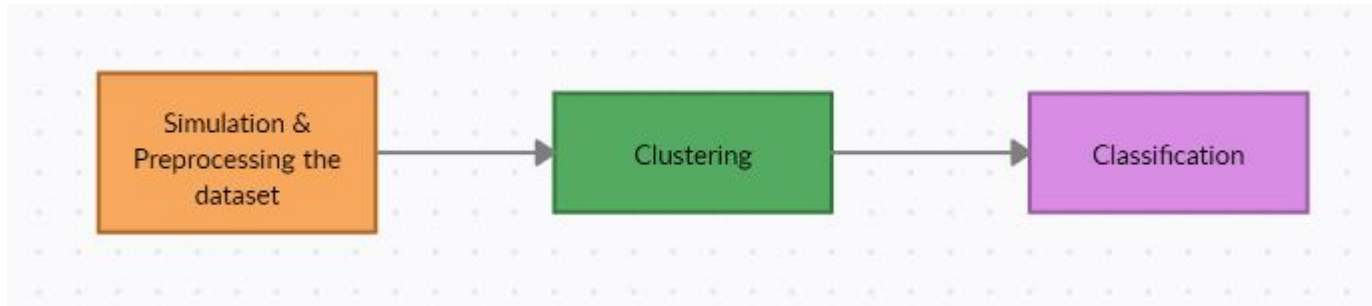 Simulation &
Preprocessing the
dataset
Clustering
Classification